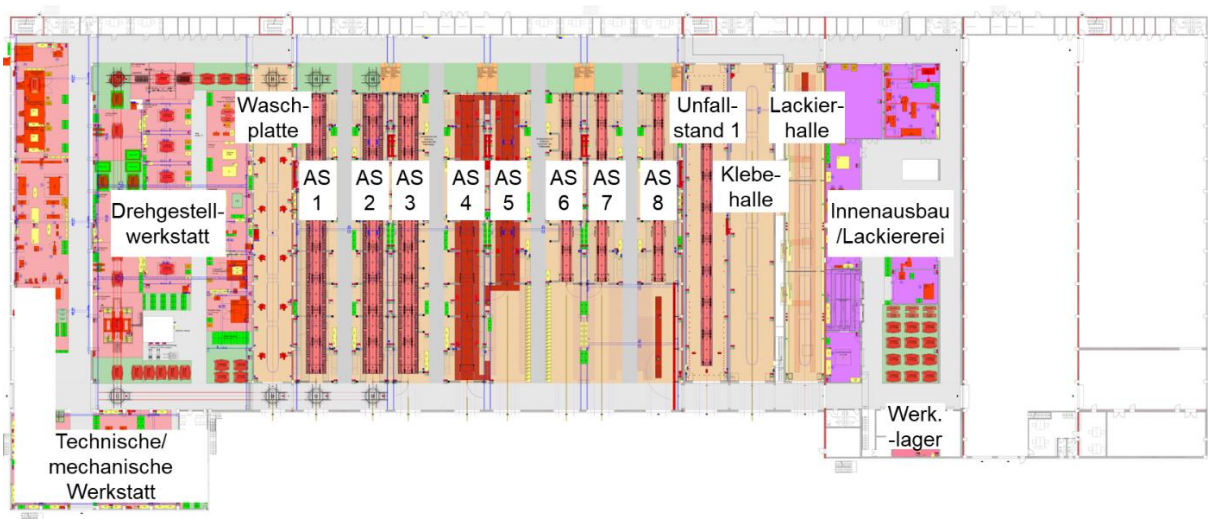 Wasch-
platte
Unfall-
stand 1
Lackier-
halle
AS
1
AS
2
AS
3
AS
4
AS
5
AS
6
AS
7
AS
8
Klebe-
halle
Drehgestell-
werkstatt
Innenausbau
/Lackiererei
Technische/
mechanische
Werkstatt
Werk.
-lager